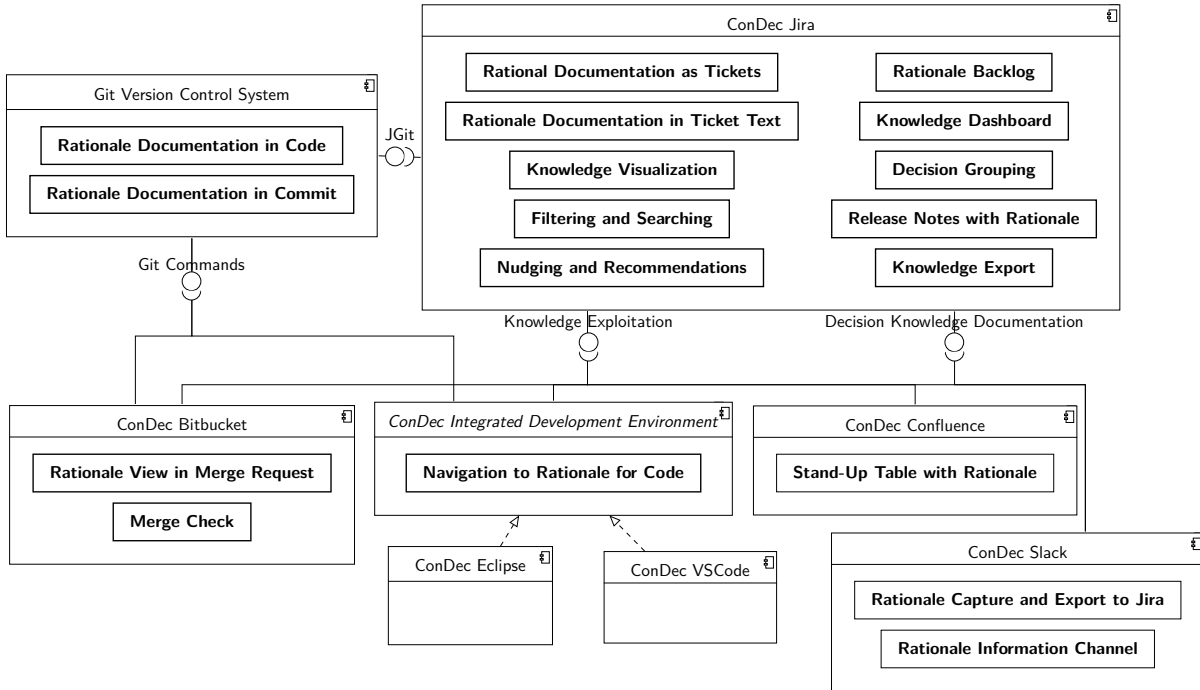 ConDec Jira
Rational Documentation as Tickets
Rationale Backlog
Git Version Control System
Rationale Documentation in Ticket Text
Knowledge Dashboard
JGit
Rationale Documentation in Code
Knowledge Visualization
Decision Grouping
Rationale Documentation in Commit
Filtering and Searching
Release Notes with Rationale
Git Commands
Nudging and Recommendations
Knowledge Export
Knowledge Exploitation
Decision Knowledge Documentation
ConDec Bitbucket
Rationale View in Merge Request
Merge Check
ConDec Integrated Development Environment
Navigation to Rationale for Code
ConDec Confluence
Stand-Up Table with Rationale
ConDec Eclipse
ConDec VSCode
ConDec Slack
Rationale Capture and Export to Jira
Rationale Information Channel